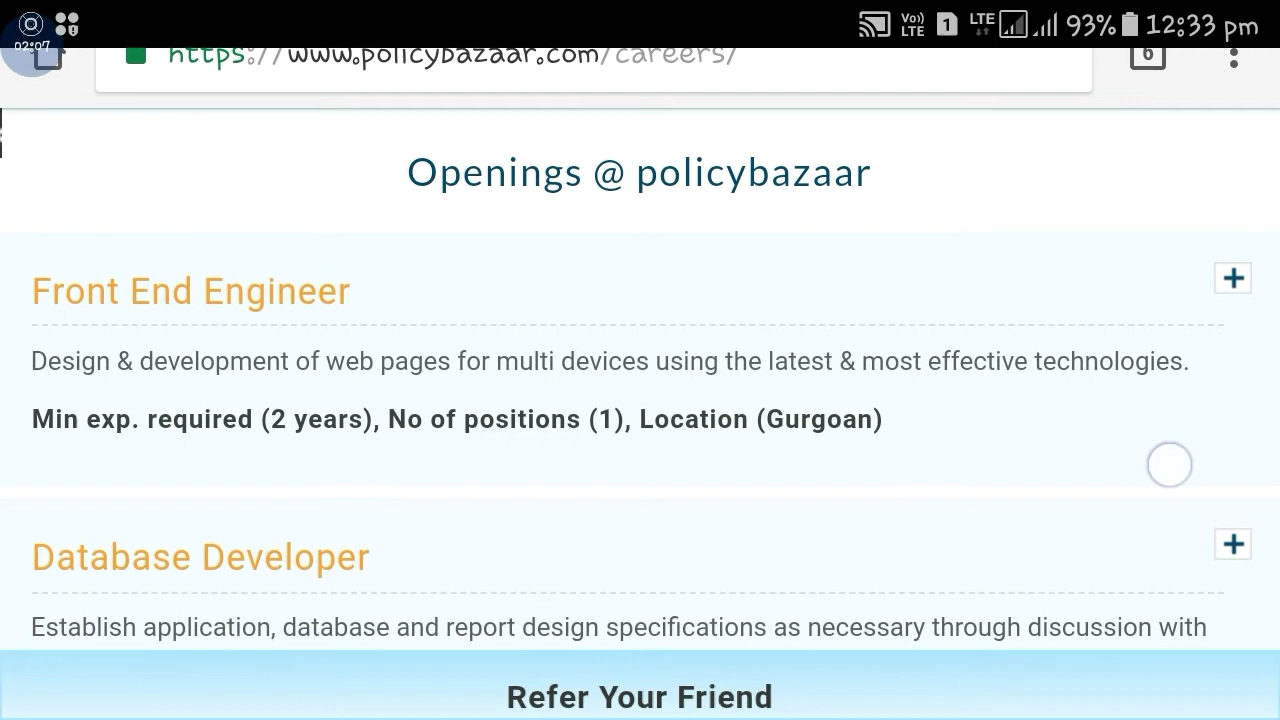 02:07 Vo)) LTE 1 LTE 93% 12:33 pm
https://www.policybazaar.com/careers/ 6
Openings @ policybazaar
Front End Engineer
Design & development of web pages for multi devices using the latest & most effective technologies.
Min exp. required (2 years), No of positions (1), Location (Gurgoan)
Database Developer
Establish application, database and report design specifications as necessary through discussion with
Refer Your Friend